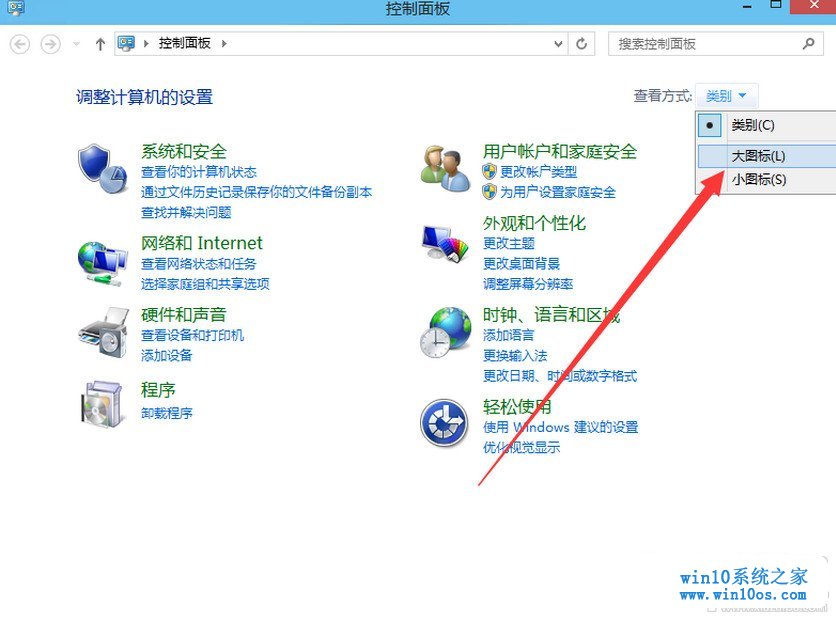 控制面板
控制面板
搜索控制面板
调整计算机的设置
查看方式:
类别
类别(C)
大图标(L)
小图标(S)
系统和安全
查看你的计算机状态
通过文件历史记录保存你的文件备份副本
查找并解决问题
网络和 Internet
查看网络状态和任务
选择家庭组和共享选项
硬件和声音
查看设备和打印机
添加设备
程序
卸载程序
用户帐户和家庭安全
更改帐户类型
为用户设置家庭安全
外观和个性化
更改主题
更改桌面背景
调整屏幕分辨率
时钟、语言和区域
添加语言
更换输入法
更改日期、时间或数字格式
轻松使用
使用 Windows 建议的设置
优化视觉显示
win10系统之家
www.win10os.com